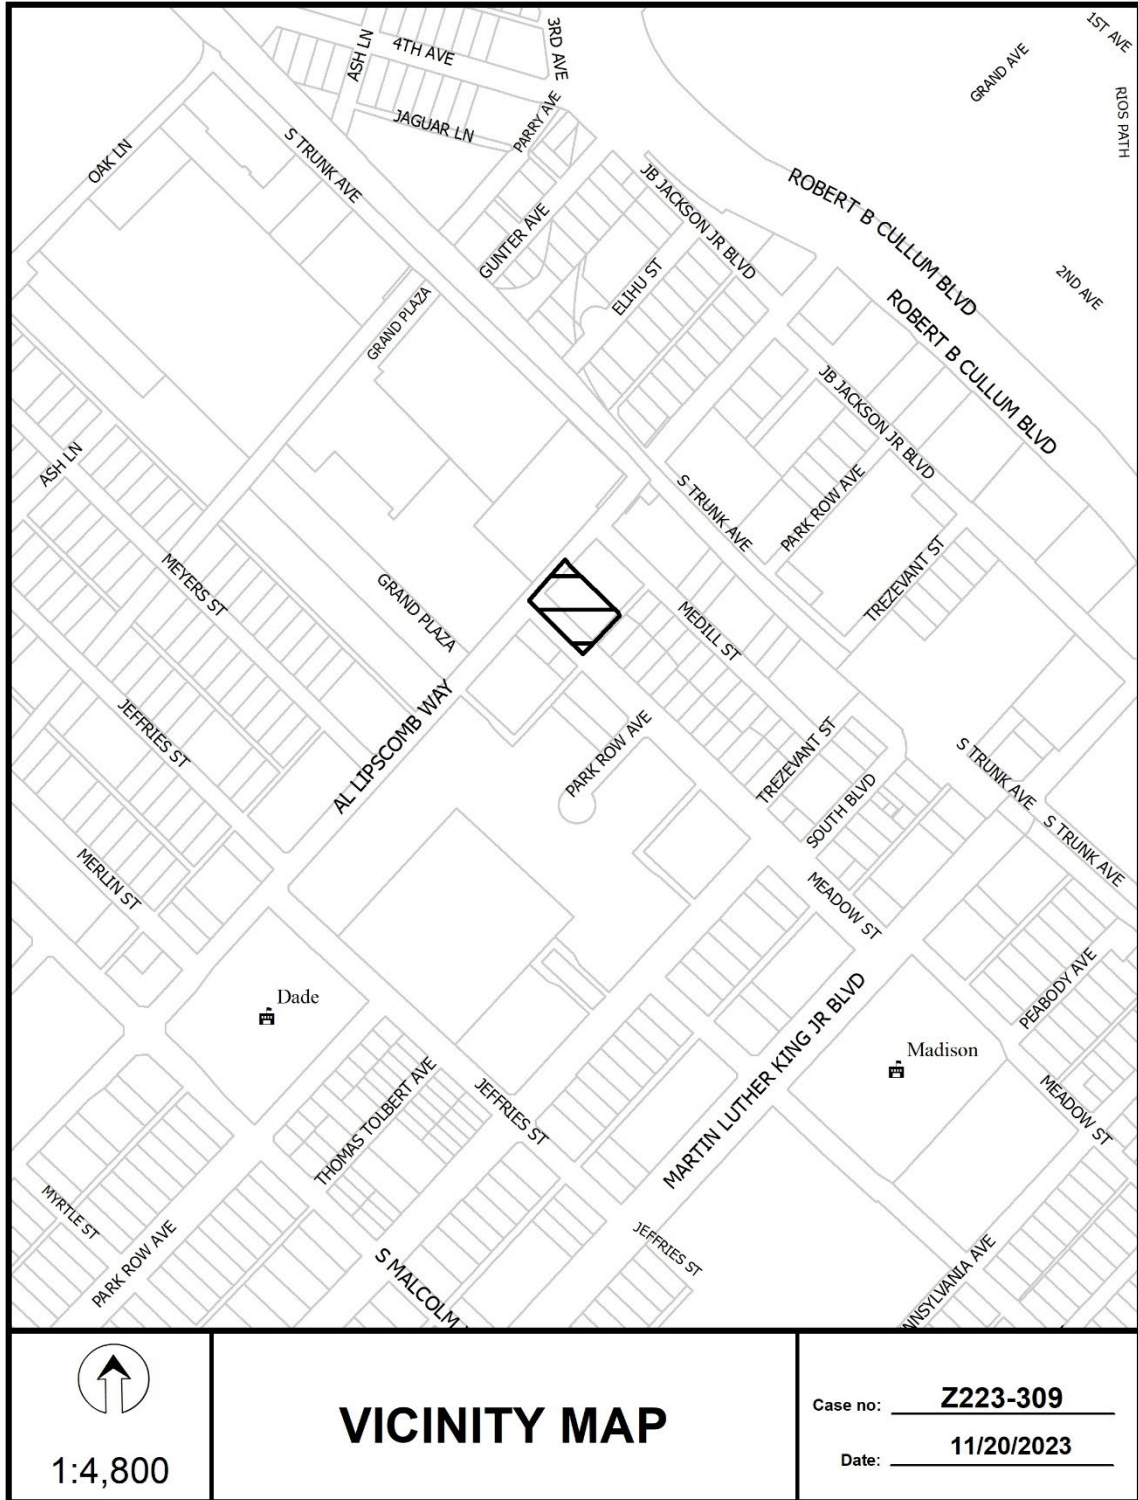 1ST AVE
3RD AVE
ASH LN
4TH AVE
GRAND AVE
RIOS PATH
PARRY AVE
JAGUAR LN
OAK LN
S TRUNK AVE
JB JACKSON JR BLVD
ROBERT B CULLUM BLVD
GUNTER AVE
ELIHU ST
2ND AVE
GRAND PLAZA
ROBERT B CULLUM BLVD
JB JACKSON JR BLVD
ASH LN
S TRUNK AVE
PARK ROW AVE
MEYERS ST
GRAND PLAZA
TREZEVANT ST
MEDILL ST
JEFFRIES ST
AL LIPSCOMB WAY
PARK ROW AVE
TREZEVANT ST
S TRUNK AVE
SOUTH BLVD
S TRUNK AVE
MERLIN ST
MEADOW ST
Dade
PEABODY AVE
MARTIN LUTHER KING JR BLVD
Madison
THOMAS TOLBERT AVE
JEFFRIES ST
MEADOW ST
MYRTLE ST
PARK ROW AVE
JEFFRIES ST
S MALCOLM
NNSYLVANIA AVE
1:4,800
VICINITY MAP
Case no: Z223-309
Date: 11/20/2023